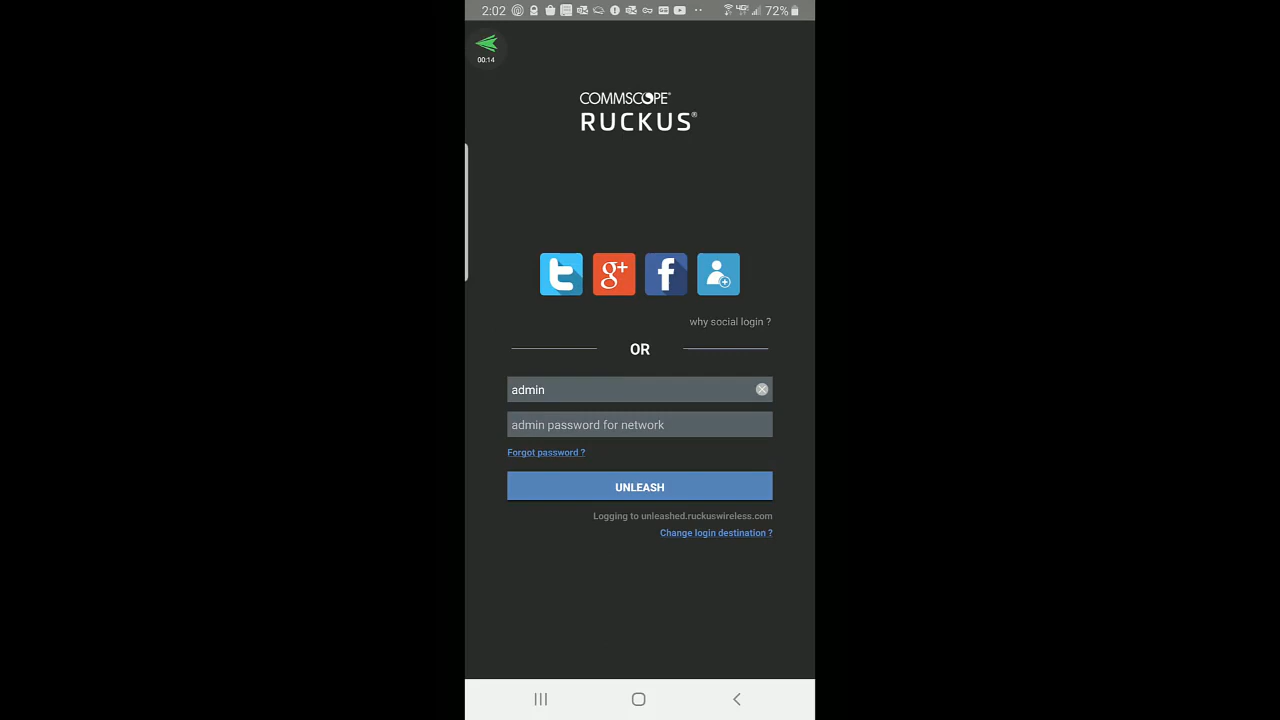 2:02 72%
00:14
COMMSCOPE®
RUCKUS®
g+
why social login ?
OR
admin
admin password for network
Forgot password ?
UNLEASH
Logging to unleashed.ruckuswireless.com
Change login destination ?